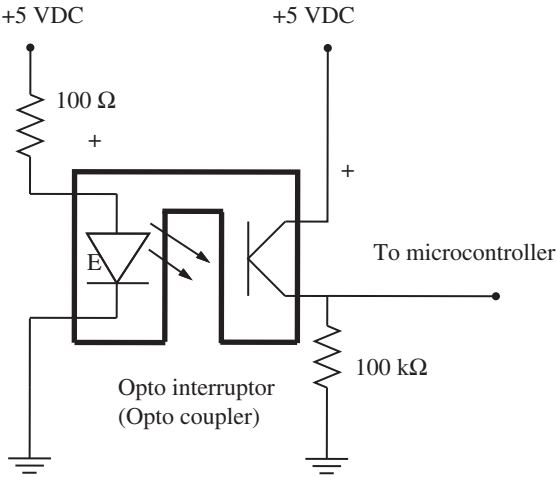 +5 VDC
+5 VDC
100 Ω
+
+
E
To microcontroller
100 kΩ
Opto interruptor
(Opto coupler)